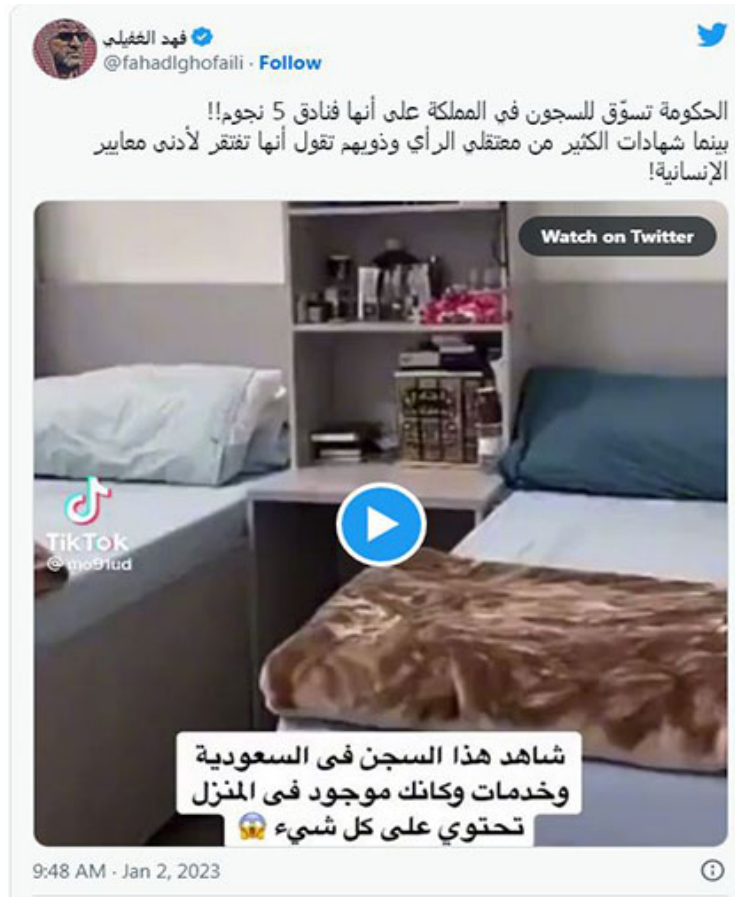 فهد الغفيلي
@fahadlghofaili · Follow
الحكومة تسوّق للسجون في المملكة على أنها فنادق 5 نجوم!!
بينما شهادات الكثير من معتقلي الرأي وذويهم تقول أنها تفتقر لأدنى معايير
الإنسانية!
Watch on Twitter
TikTok
@mo91ud
شاهد هذا السجن فى السعودية
وخدمات وكانك موجود فى المنزل
تحتوي على كل شيء 😱
9:48 AM · Jan 2, 2023